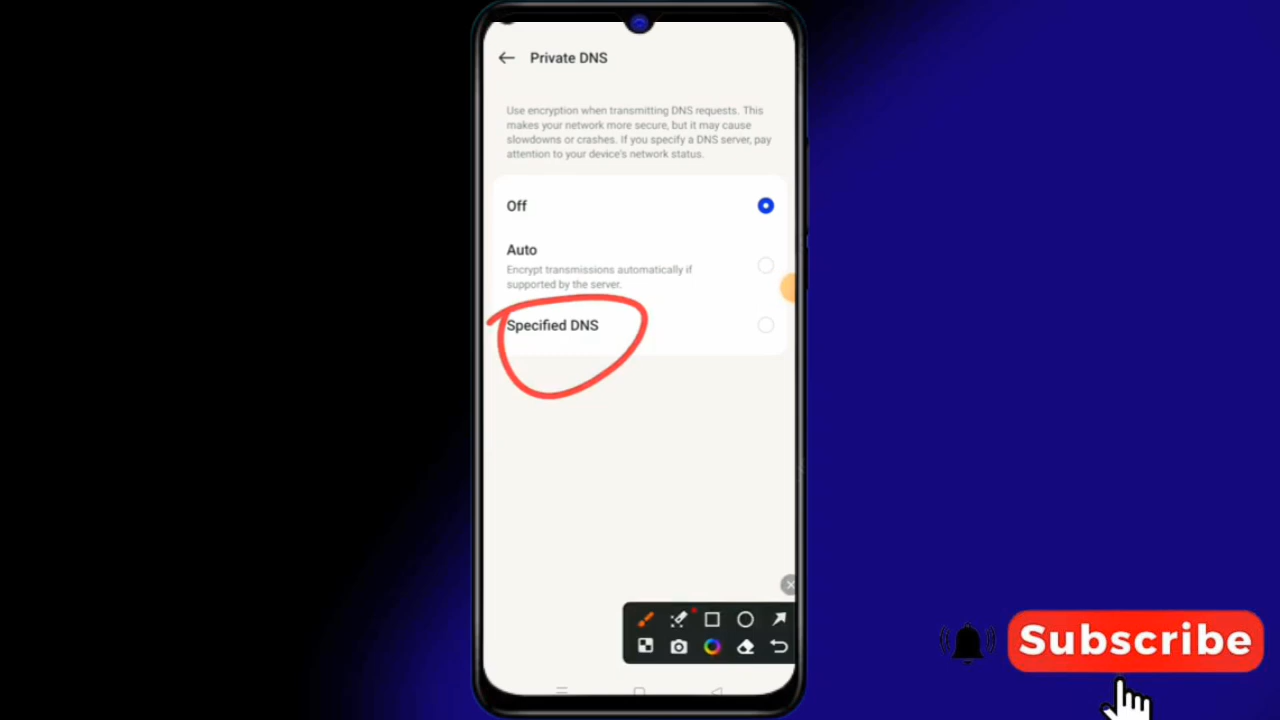 Private DNS
Use encryption when transmitting DNS requests. This
makes your network more secure, but it may cause
slowdowns or crashes. If you specify a DNS server, pay
attention to your device's network status.
Off
Auto
Encrypt transmissions automatically if
supported by the server.
Specified DNS
Subscribe